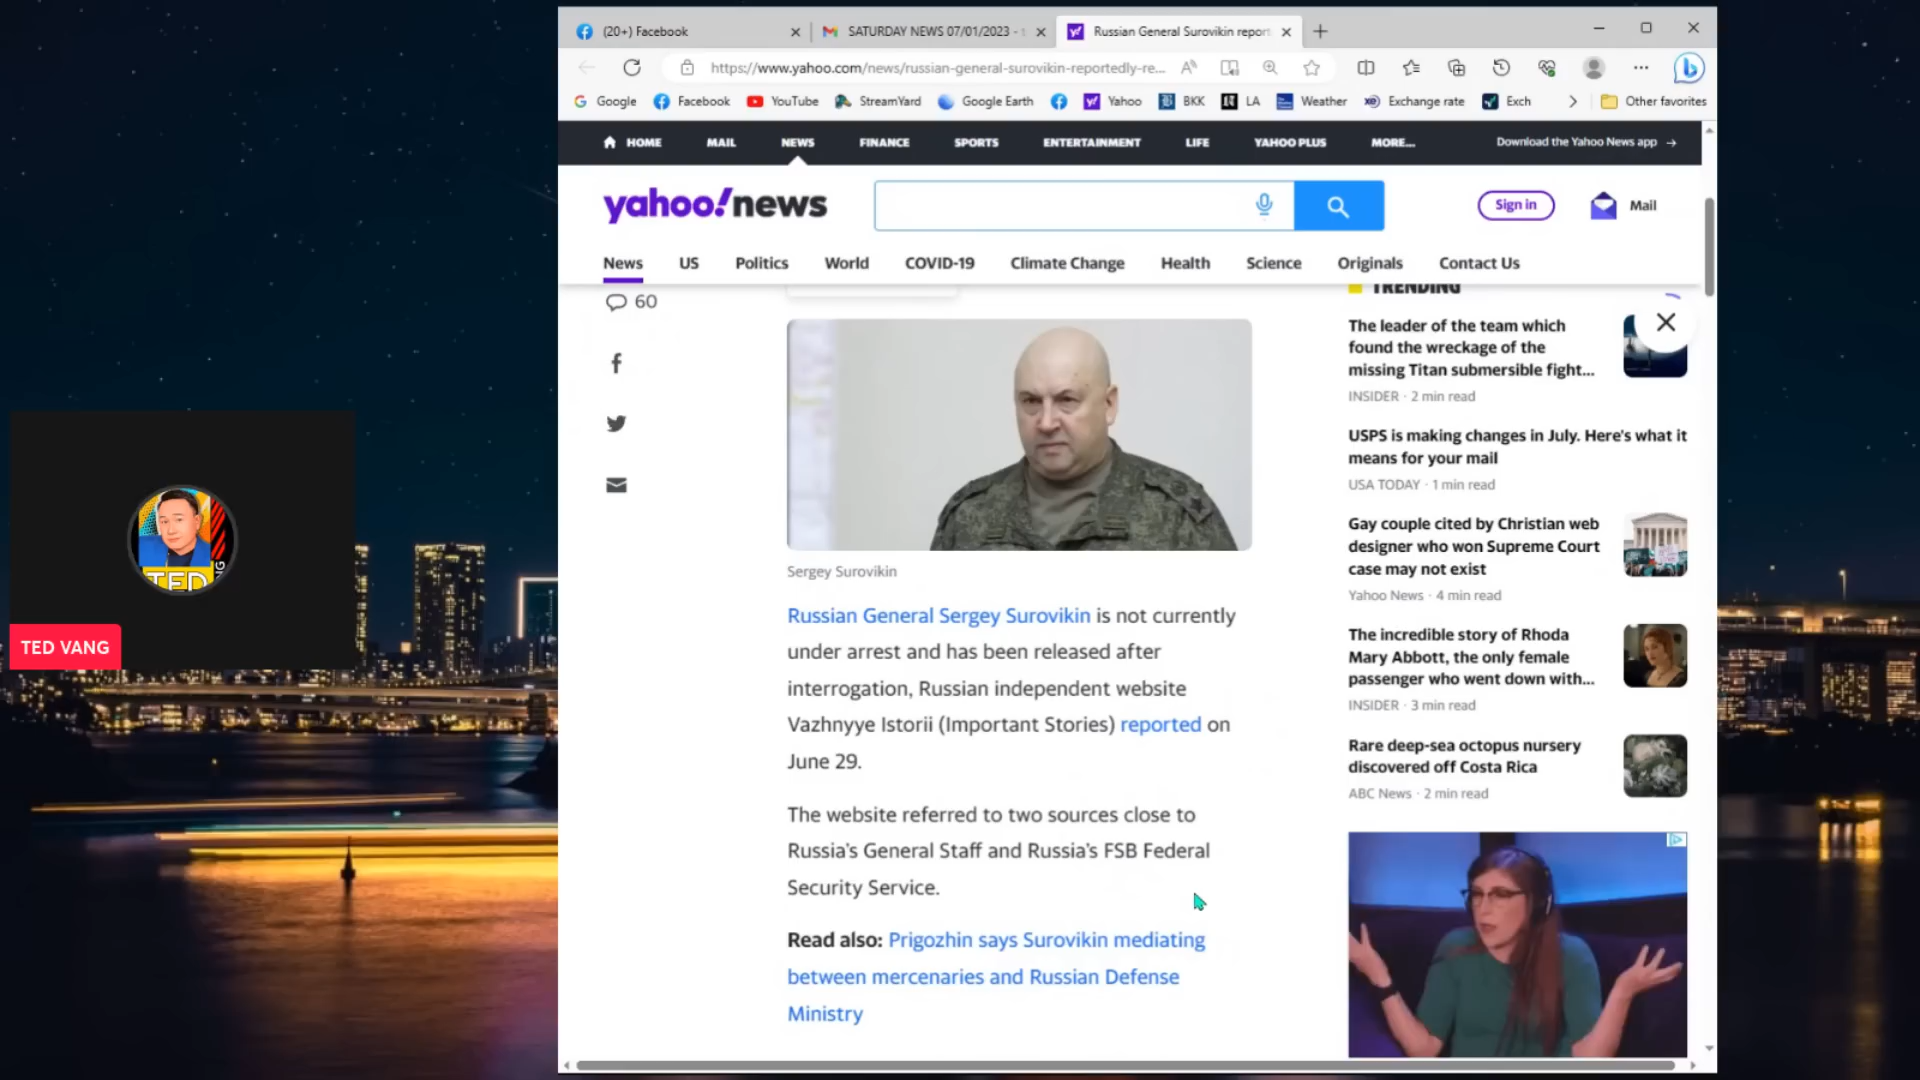 (20+) Facebook
SATURDAY NEWS 07/01/2023 -
Russian General Surovikin report
https://www.yahoo.com/news/russian-general-surovikin-reportedly-re...
Google
Facebook
YouTube
StreamYard
Google Earth
Yahoo
BKK
LA
Weather
Exchange rate
Exch
Other favorites
HOME
MAIL
NEWS
FINANCE
SPORTS
ENTERTAINMENT
LIFE
YAHOO PLUS
MORE...
Download the Yahoo News app →
yahoo!news
Sign in
Mail
News
US
Politics
World
COVID-19
Climate Change
Health
Science
Originals
Contact Us
60
Sergey Surovikin
Russian General Sergey Surovikin is not currently
under arrest and has been released after
interrogation, Russian independent website
Vazhnyye Istorii (Important Stories) reported on
June 29.
The website referred to two sources close to
Russia's General Staff and Russia's FSB Federal
Security Service.
Read also: Prigozhin says Surovikin mediating
between mercenaries and Russian Defense
Ministry
TRENDING
The leader of the team which
found the wreckage of the
missing Titan submersible fight...
INSIDER · 2 min read
USPS is making changes in July. Here's what it
means for your mail
USA TODAY · 1 min read
Gay couple cited by Christian web
designer who won Supreme Court
case may not exist
Yahoo News · 4 min read
The incredible story of Rhoda
Mary Abbott, the only female
passenger who went down with...
INSIDER · 3 min read
Rare deep-sea octopus nursery
discovered off Costa Rica
ABC News · 2 min read
TED
TED VANG